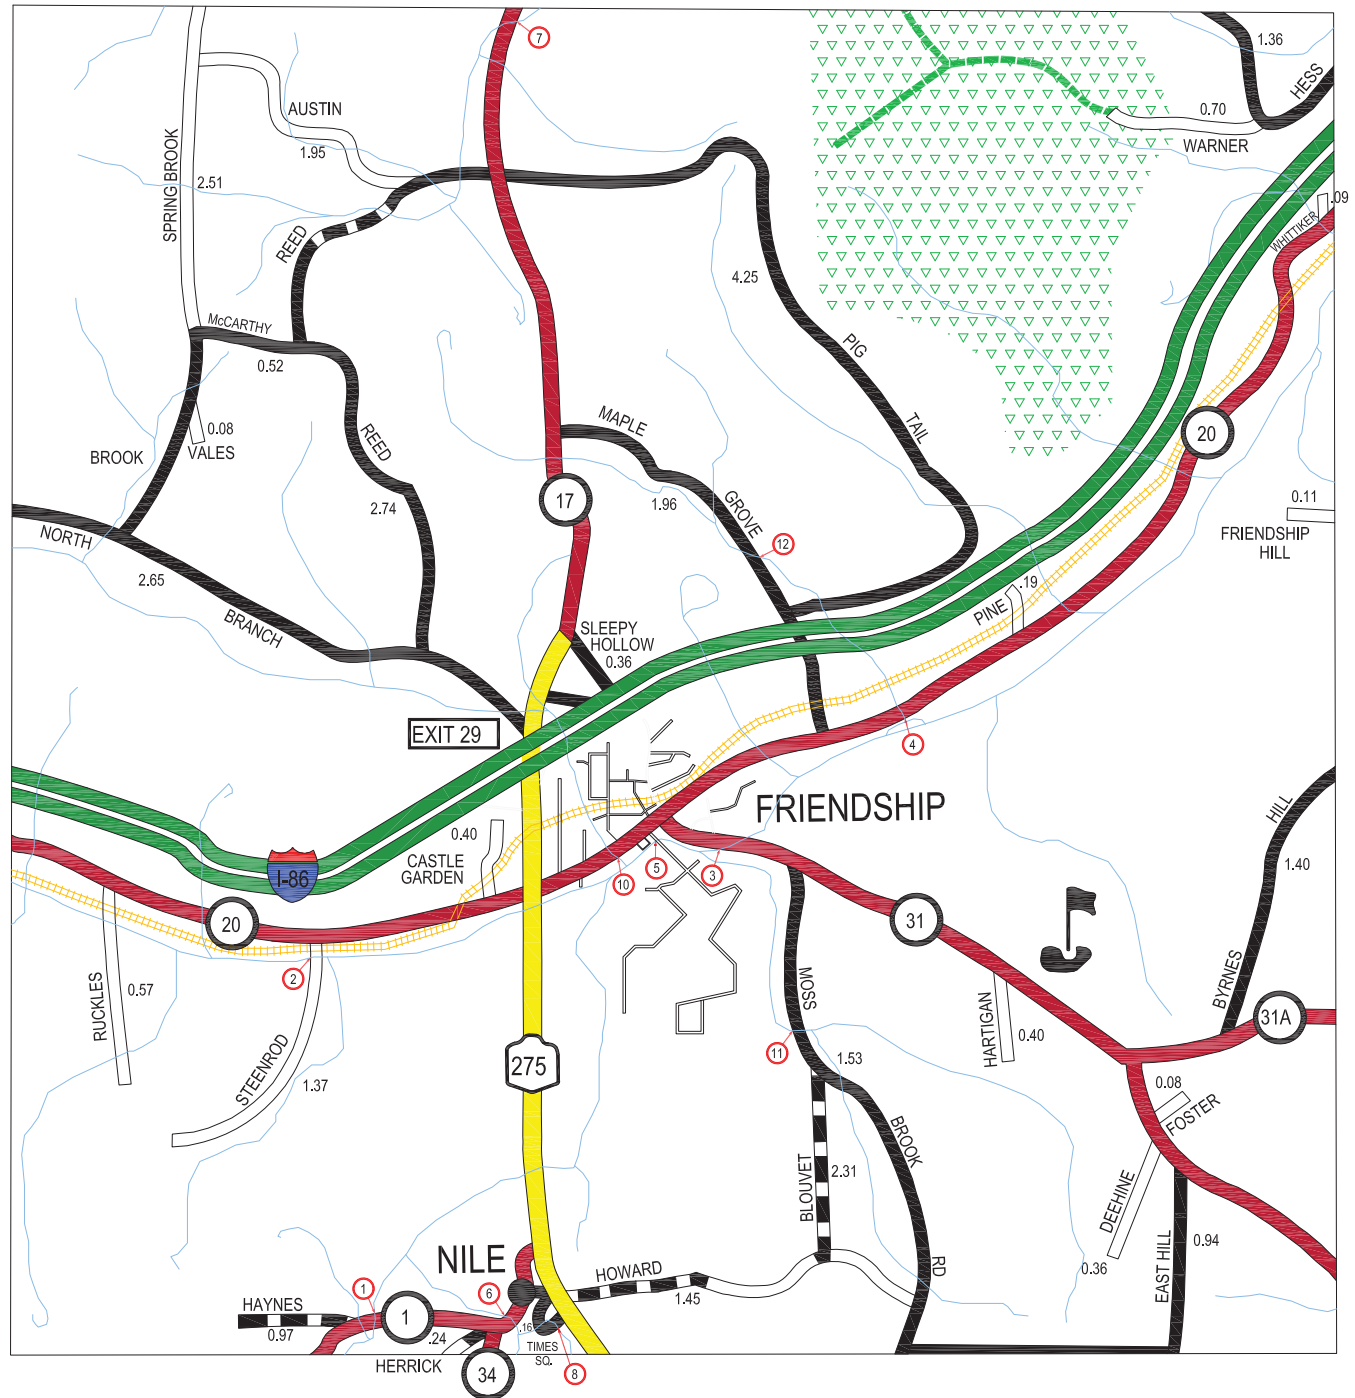 7
1.36
HESS
0.70
WARNER
AUSTIN
1.95
SPRING BROOK
2.51
.09
WHITTIKER
REED
4.25
McCARTHY
0.52
PIG
TAIL
MAPLE
GROVE
1.96
20
REED
0.08
VALES
BROOK
2.74
17
0.11
FRIENDSHIP
HILL
NORTH
2.65
BRANCH
12
.19
PINE
SLEEPY
HOLLOW
0.36
EXIT 29
4
FRIENDSHIP
HILL
1.40
BYRNES
0.40
CASTLE
GARDEN
I-86
5
3
10
20
31
2
RUCKLES
0.57
STEENROD
1.37
MOSS
BROOK
RD
11
1.53
HARTIGAN
0.40
31A
275
0.08
FOSTER
BLOUVET
2.31
DEEHINE
0.36
EAST HILL
0.94
NILE
HOWARD
1.45
HAYNES
0.97
1
1
6
.24
HERRICK
.16
TIMES
SQ.
8
34